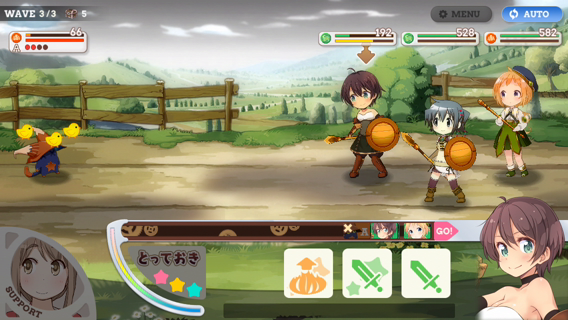 WAVE 3/3 5
MENU
AUTO
66
192
528
582
とっておき
GO!
SUPPORT